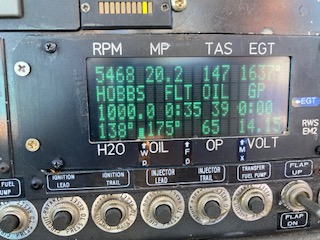 RPM MP TAS EGT
5468 20.2 147 1637°
HOBBS FLT OIL GP
1000.0 0:35 39 0:00
138° 175° 65 14.15
H2O OIL OP VOLT
EGT
RWS
EM2
FUEL PUMP
IGNITION LEAD
IGNITION TRAIL
INJECTOR LEAD
INJECTOR TRAIL
TRANSFER FUEL PUMP
FLAP UP
FLAP DN